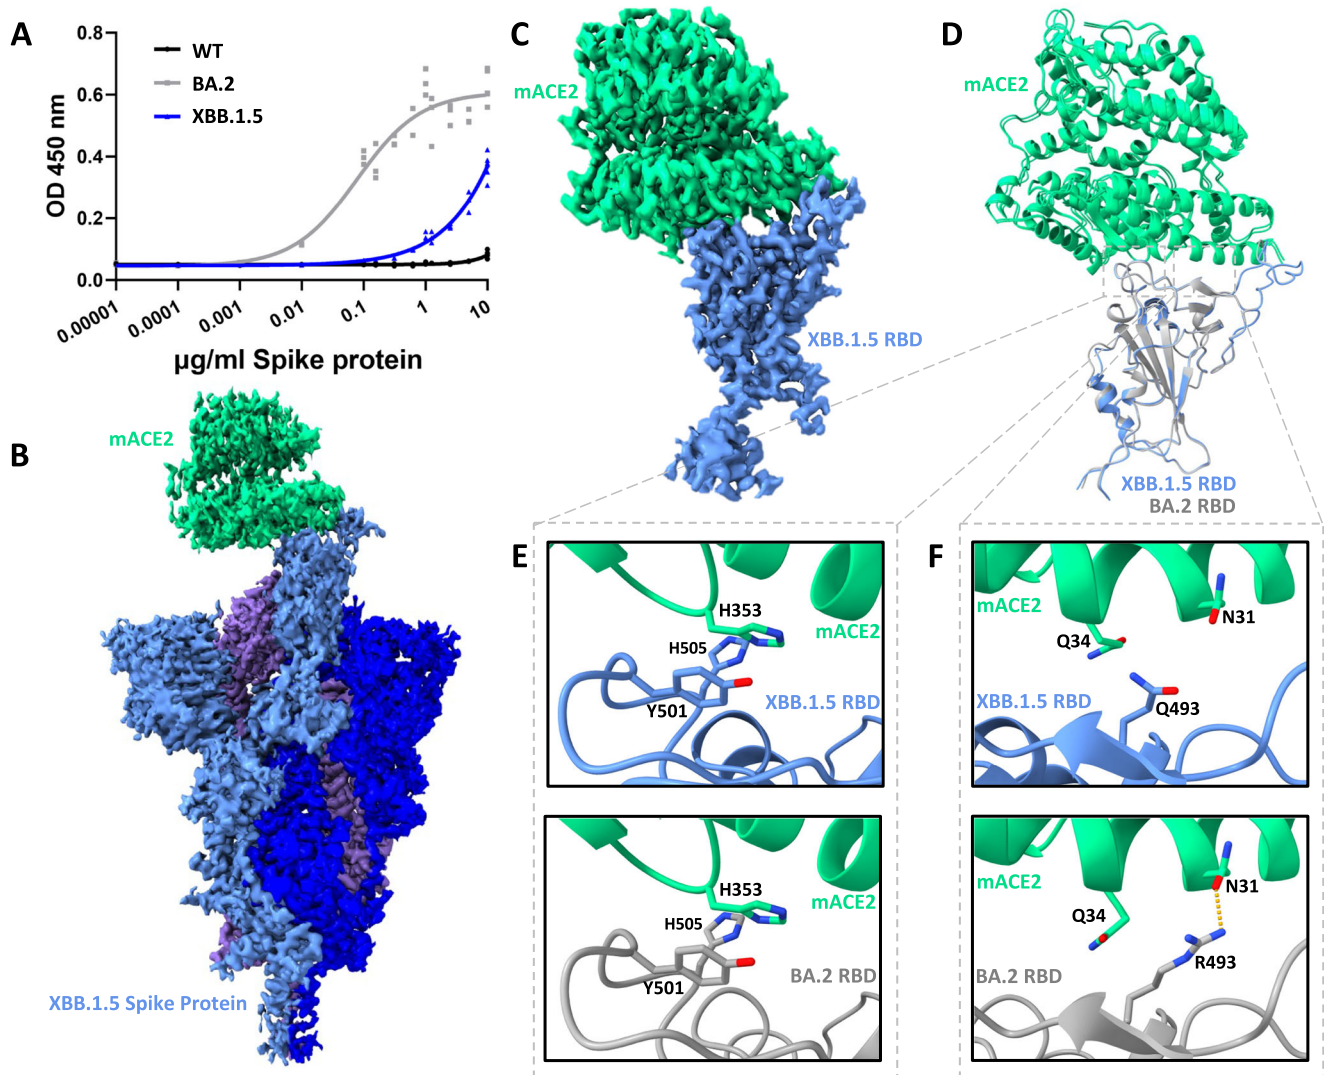 A
OD 450 nm
0.8
0.6
0.4
0.2
0.0
WT
BA.2
XBB.1.5
0.00001
0.0001
0.001
0.01
0.1
1
10
µg/ml Spike protein
B
mACE2
XBB.1.5 Spike Protein
C
mACE2
XBB.1.5 RBD
D
mACE2
XBB.1.5 RBD
BA.2 RBD
E
H353
mACE2
H505
Y501
XBB.1.5 RBD
H353
mACE2
H505
Y501
BA.2 RBD
F
mACE2
N31
Q34
XBB.1.5 RBD
Q493
mACE2
N31
Q34
BA.2 RBD
R493